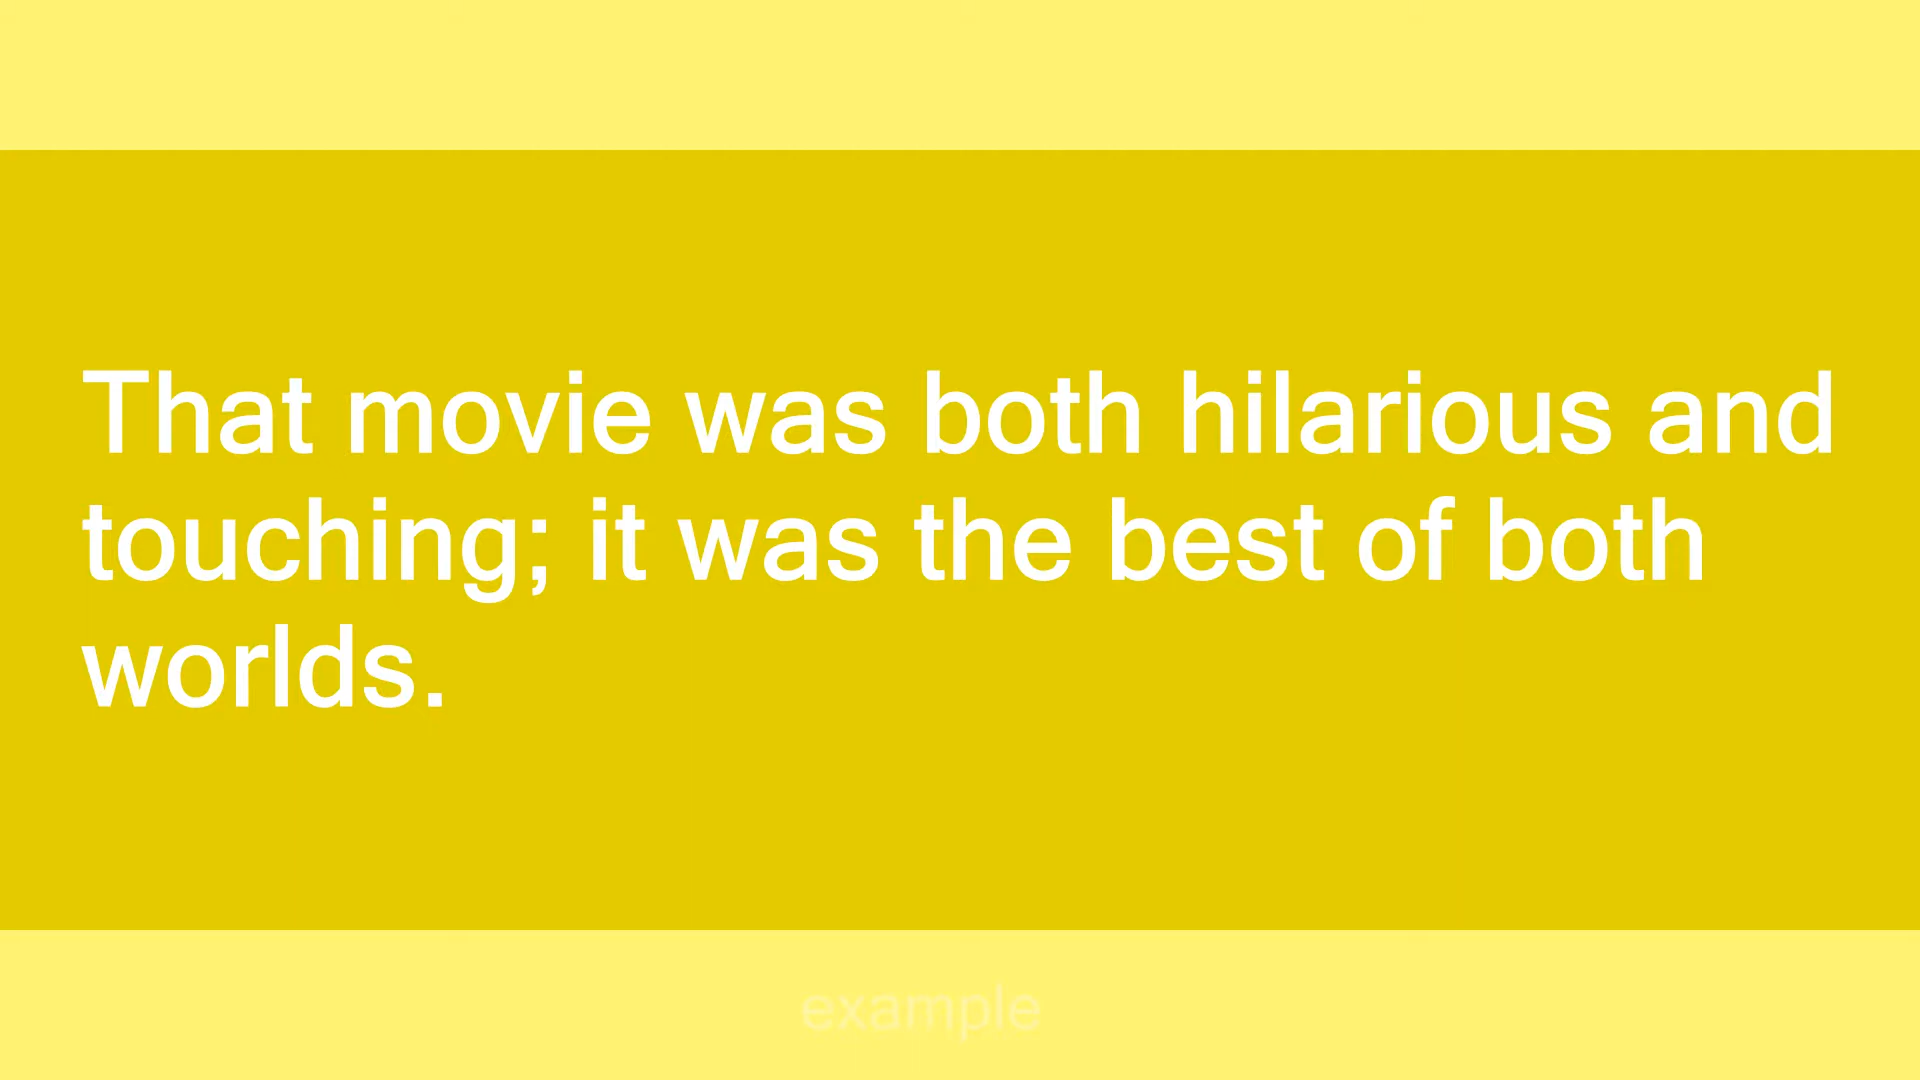 That movie was both hilarious and
touching; it was the best of both
worlds.
example